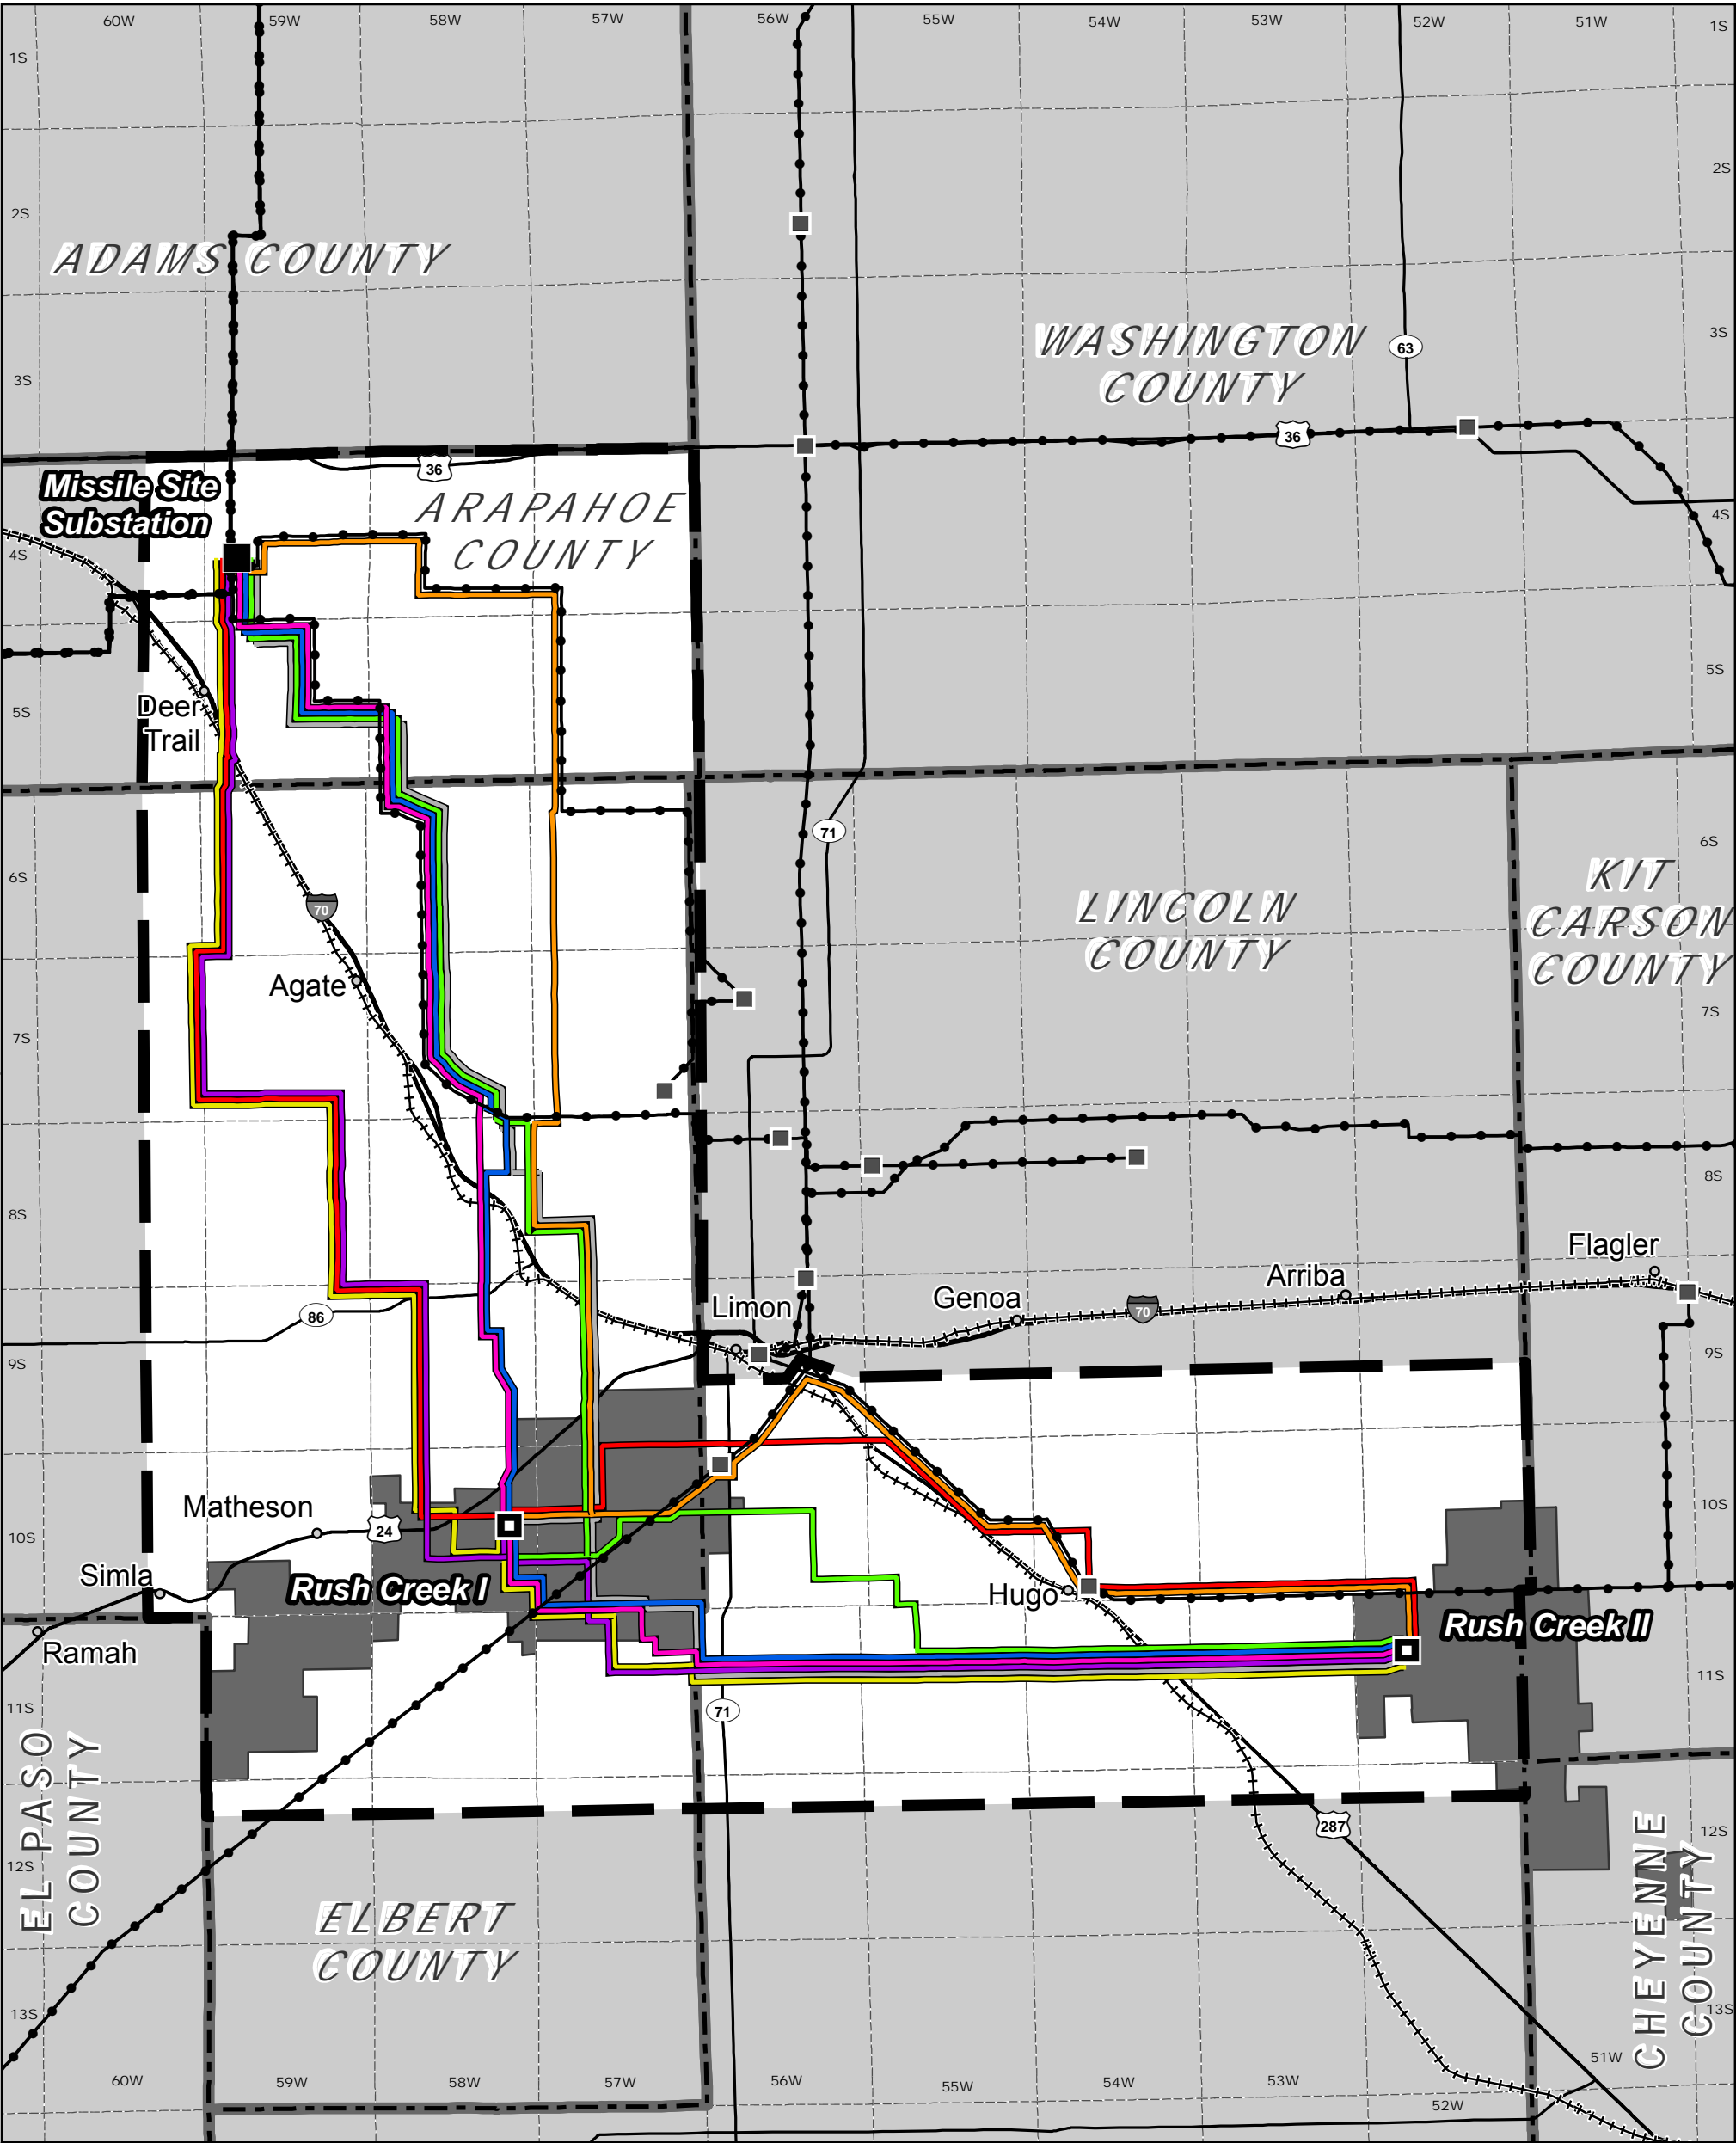 60W 59W 58W 57W 56W 55W 54W 53W 52W 51W
1S 1S
2S 2S
ADAMS COUNTY
WASHINGTON
COUNTY
63
3S 3S
36
36
Missile Site
Substation
ARAPAHOE
COUNTY
4S 4S
5S 5S
Deer
Trail
71
6S 6S
KIT
CARSON
COUNTY
LINCOLN
COUNTY
70
Agate
7S 7S
8S 8S
Flagler
Arriba
Genoa
Limon
70
86
9S 9S
Matheson
24
10S 10S
Simla
Rush Creek I
Hugo
Rush Creek II
Ramah
11S 11S
71
EL PASO
COUNTY
287
12S 12S
CHEYENNE
COUNTY
ELBERT
COUNTY
13S 13S
51W
60W 59W 58W 57W 56W 55W 54W 53W
52W